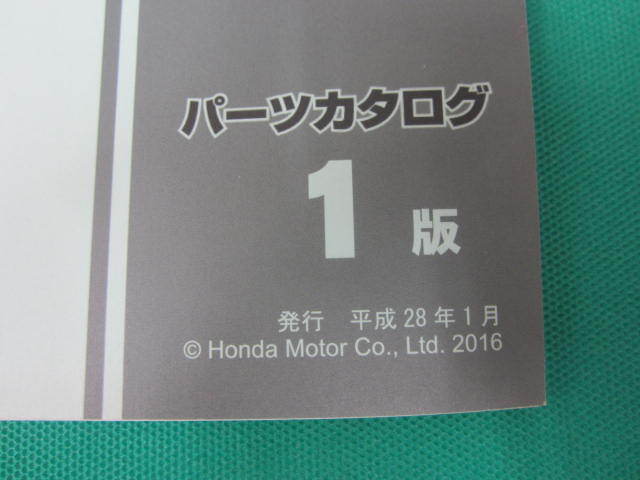 パーツカタログ
1 版
発行 平成 28 年 1 月
© Honda Motor Co., Ltd. 2016